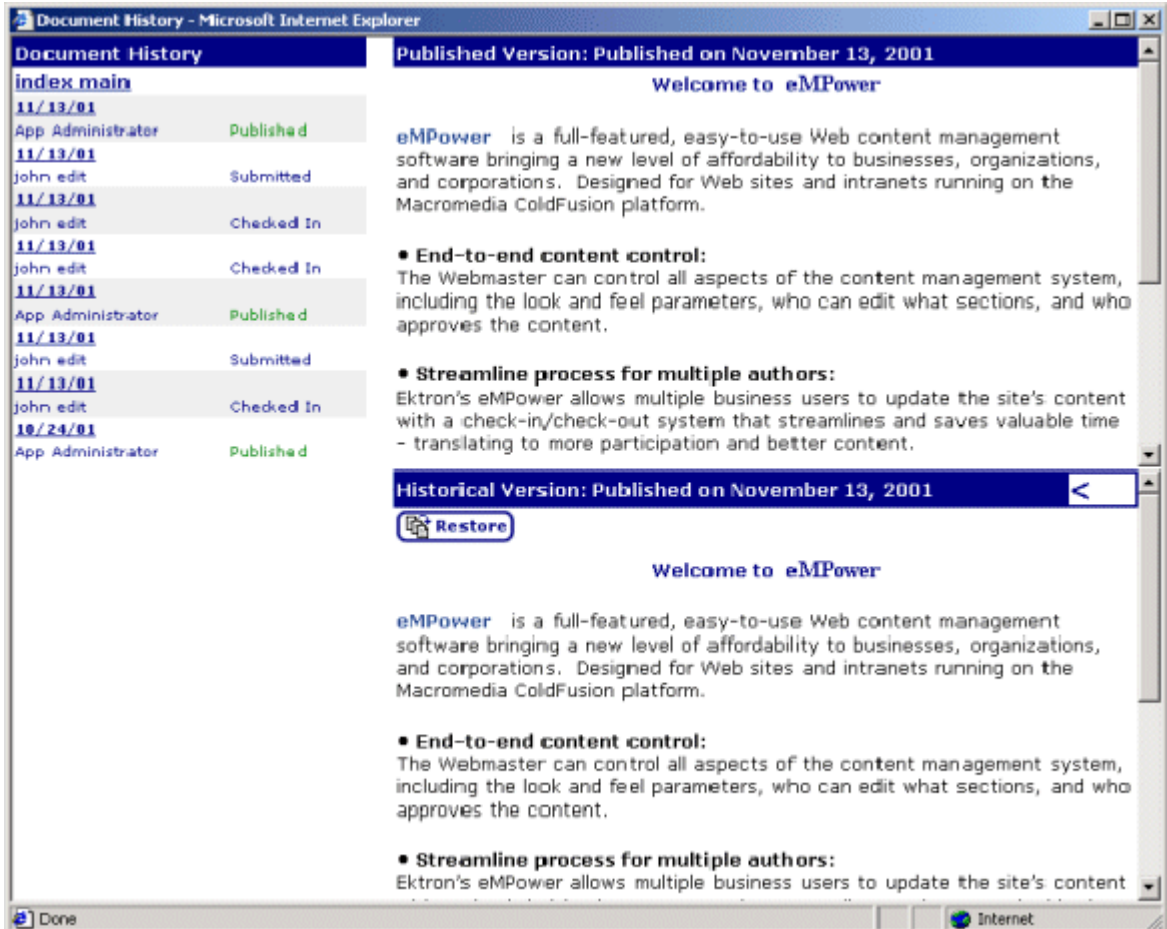 Document History - Microsoft Internet Explorer
Document History
index main
11/13/01
App Administrator Published
11/13/01
john edit Submitted
11/13/01
john edit Checked In
11/13/01
john edit Checked In
11/13/01
App Administrator Published
11/13/01
john edit Submitted
11/13/01
john edit Checked In
10/24/01
App Administrator Published
Published Version: Published on November 13, 2001
Welcome to eMPower
eMPower is a full-featured, easy-to-use Web content management
software bringing a new level of affordability to businesses, organizations,
and corporations. Designed for Web sites and intranets running on the
Macromedia ColdFusion platform.
• End-to-end content control:
The Webmaster can control all aspects of the content management system,
including the look and feel parameters, who can edit what sections, and who
approves the content.
• Streamline process for multiple authors:
Ektron's eMPower allows multiple business users to update the site's content
with a check-in/check-out system that streamlines and saves valuable time
- translating to more participation and better content.
Historical Version: Published on November 13, 2001 <
Restore
Welcome to eMPower
eMPower is a full-featured, easy-to-use Web content management
software bringing a new level of affordability to businesses, organizations,
and corporations. Designed for Web sites and intranets running on the
Macromedia ColdFusion platform.
• End-to-end content control:
The Webmaster can control all aspects of the content management system,
including the look and feel parameters, who can edit what sections, and who
approves the content.
• Streamline process for multiple authors:
Ektron's eMPower allows multiple business users to update the site's content
Done Internet